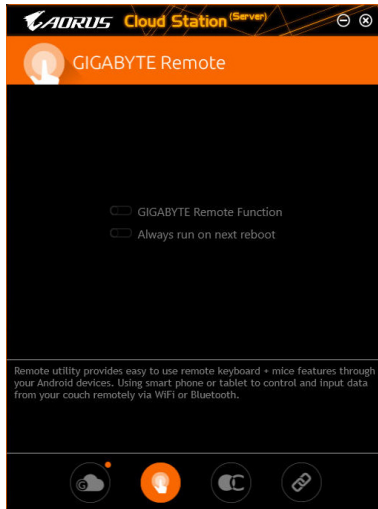 AORUS Cloud Station (Server)
GIGABYTE Remote
GIGABYTE Remote Function
Always run on next reboot
Remote utility provides easy to use remote keyboard + mice features through
your Android devices. Using smart phone or tablet to control and input data
from your couch remotely via WiFi or Bluetooth.
G